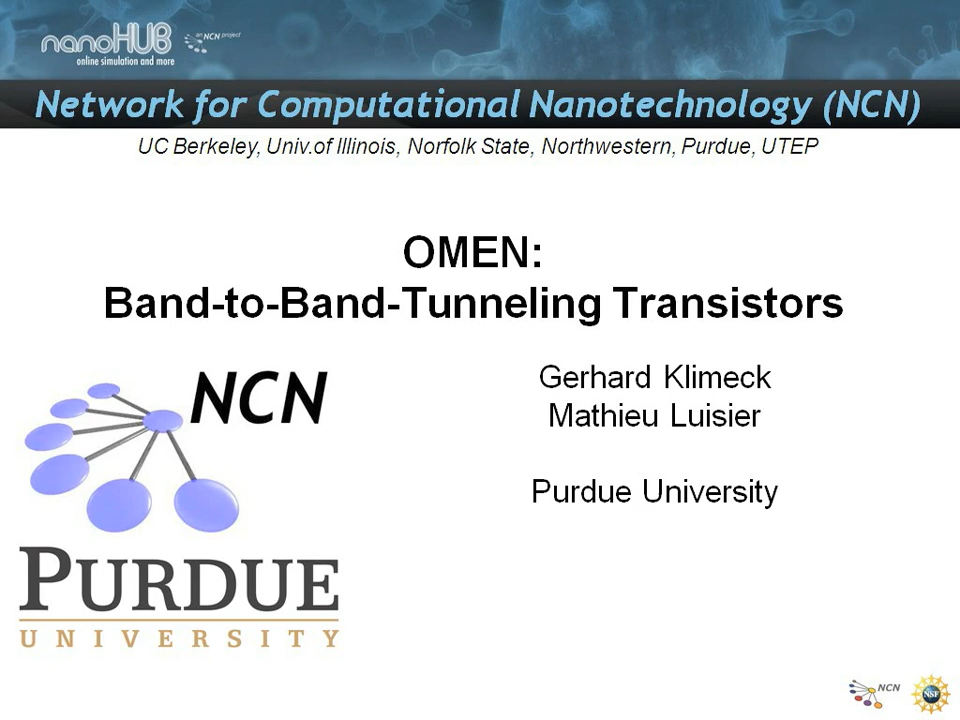 nanoHUB
an NCN project
online simulation and more
Network for Computational Nanotechnology (NCN)
UC Berkeley, Univ.of Illinois, Norfolk State, Northwestern, Purdue, UTEP
OMEN:
Band-to-Band-Tunneling Transistors
Gerhard Klimeck
Mathieu Luisier
Purdue University
NCN
PURDUE
UNIVERSITY
NCN
NSF